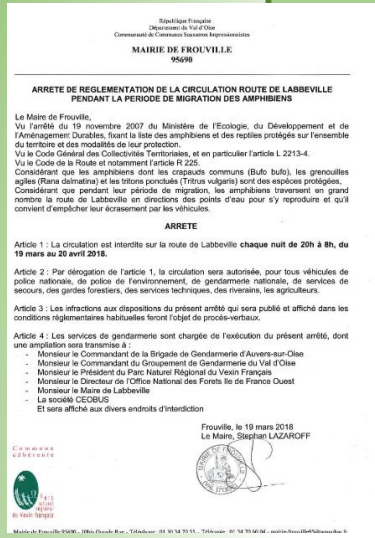 République Française
Département du Val d'Oise
Communauté de Communes Sausseron Impressionnistes
MAIRIE DE FROUVILLE
95690
ARRETE DE REGLEMENTATION DE LA CIRCULATION ROUTE DE LABBEVILLE
PENDANT LA PERIODE DE MIGRATION DES AMPHIBIENS
Le Maire de Frouville,
Vu l'arrêté du 19 novembre 2007 du Ministère de l'Ecologie, du Développement et de
l'Aménagement Durables, fixant la liste des amphibiens et des reptiles protégés sur l'ensemble
du territoire et des modalités de leur protection.
Vu le Code Général des Collectivités Territoriales, et en particulier l'article L 2213-4.
Vu le Code de la Route et notamment l'article R 225.
Considérant que les amphibiens dont les crapauds communs (Bufo bufo), les grenouilles
agiles (Rana dalmatina) et les tritons ponctués (Tritrus vulgaris) sont des espèces protégées,
Considérant que pendant leur période de migration, les amphibiens traversent en grand
nombre la route de Labbeville en directions des points d'eau pour s'y reproduire et qu'il
convient d'empêcher leur écrasement par les véhicules.
ARRETE
Article 1 : La circulation est interdite sur la route de Labbeville chaque nuit de 20h à 8h, du
19 mars au 20 avril 2018.
Article 2 : Par dérogation de l'article 1, la circulation sera autorisée, pour tous véhicules de
police nationale, de police de l'environnement, de gendarmerie nationale, de services de
secours, des gardes forestiers, des services techniques, des riverains, les agriculteurs.
Article 3 : Les infractions aux dispositions du présent arrêté qui sera publié et affiché dans les
conditions réglementaires habituelles feront l'objet de procès-verbaux.
Article 4 : Les services de gendarmerie sont chargée de l'exécution du présent arrêté, dont
une ampliation sera transmise à :
- Monsieur le Commandant de la Brigade de Gendarmerie d'Auvers-sur-Oise
- Monsieur le Commandant du Groupement de Gendarmerie du Val d'Oise
- Monsieur le Président du Parc Naturel Régional du Vexin Français
- Monsieur le Directeur de l'Office National des Forets Ile de France Ouest
- Monsieur le Maire de Labbeville
- La société CEOBUS
Et sera affiché aux divers endroits d'interdiction
Frouville, le 19 mars 2018
Le Maire, Stephan LAZAROFF
Commune
adhérente
Parc
naturel
régional
du Vexin français